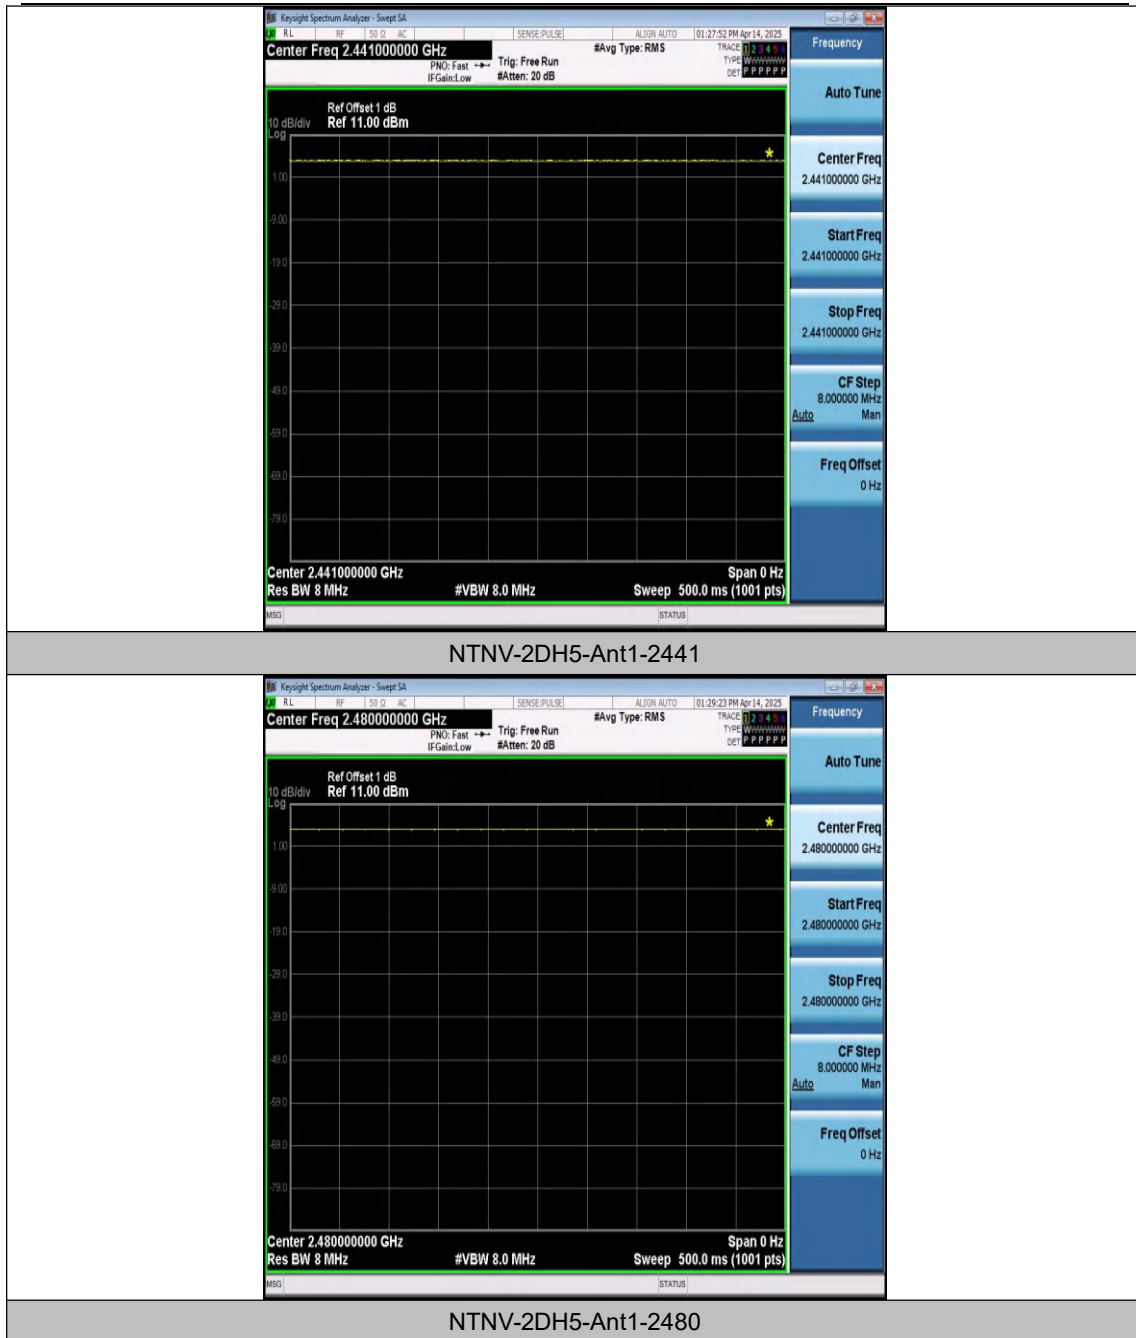 Keysight Spectrum Analyzer - Swept SA
RL RF 50 Ω AC SENSE:PULSE ALIGN AUTO 01:27:52 PM Apr 14, 2025
Center Freq 2.441000000 GHz
PNO: Fast
IFGain:Low
Trig: Free Run
#Atten: 20 dB
#Avg Type: RMS
TRACE 1 2 3 4 5 6
TYPE WWWWWW
DET P P P P P P
Frequency
Auto Tune
Center Freq
2.441000000 GHz
Start Freq
2.441000000 GHz
Stop Freq
2.441000000 GHz
CF Step
8.000000 MHz
Auto Man
Freq Offset
0 Hz
Ref Offset 1 dB
10 dB/div Ref 11.00 dBm
Log
*
1.00
-9.00
-19.0
-29.0
-39.0
-49.0
-59.0
-69.0
-79.0
Center 2.441000000 GHz Span 0 Hz
Res BW 8 MHz #VBW 8.0 MHz Sweep 500.0 ms (1001 pts)
MSG STATUS
NTNV-2DH5-Ant1-2441
Keysight Spectrum Analyzer - Swept SA
RL RF 50 Ω AC SENSE:PULSE ALIGN AUTO 01:29:23 PM Apr 14, 2025
Center Freq 2.480000000 GHz
PNO: Fast
IFGain:Low
Trig: Free Run
#Atten: 20 dB
#Avg Type: RMS
TRACE 1 2 3 4 5 6
TYPE WWWWWW
DET P P P P P P
Frequency
Auto Tune
Center Freq
2.480000000 GHz
Start Freq
2.480000000 GHz
Stop Freq
2.480000000 GHz
CF Step
8.000000 MHz
Auto Man
Freq Offset
0 Hz
Ref Offset 1 dB
10 dB/div Ref 11.00 dBm
Log
*
1.00
-9.00
-19.0
-29.0
-39.0
-49.0
-59.0
-69.0
-79.0
Center 2.480000000 GHz Span 0 Hz
Res BW 8 MHz #VBW 8.0 MHz Sweep 500.0 ms (1001 pts)
MSG STATUS
NTNV-2DH5-Ant1-2480